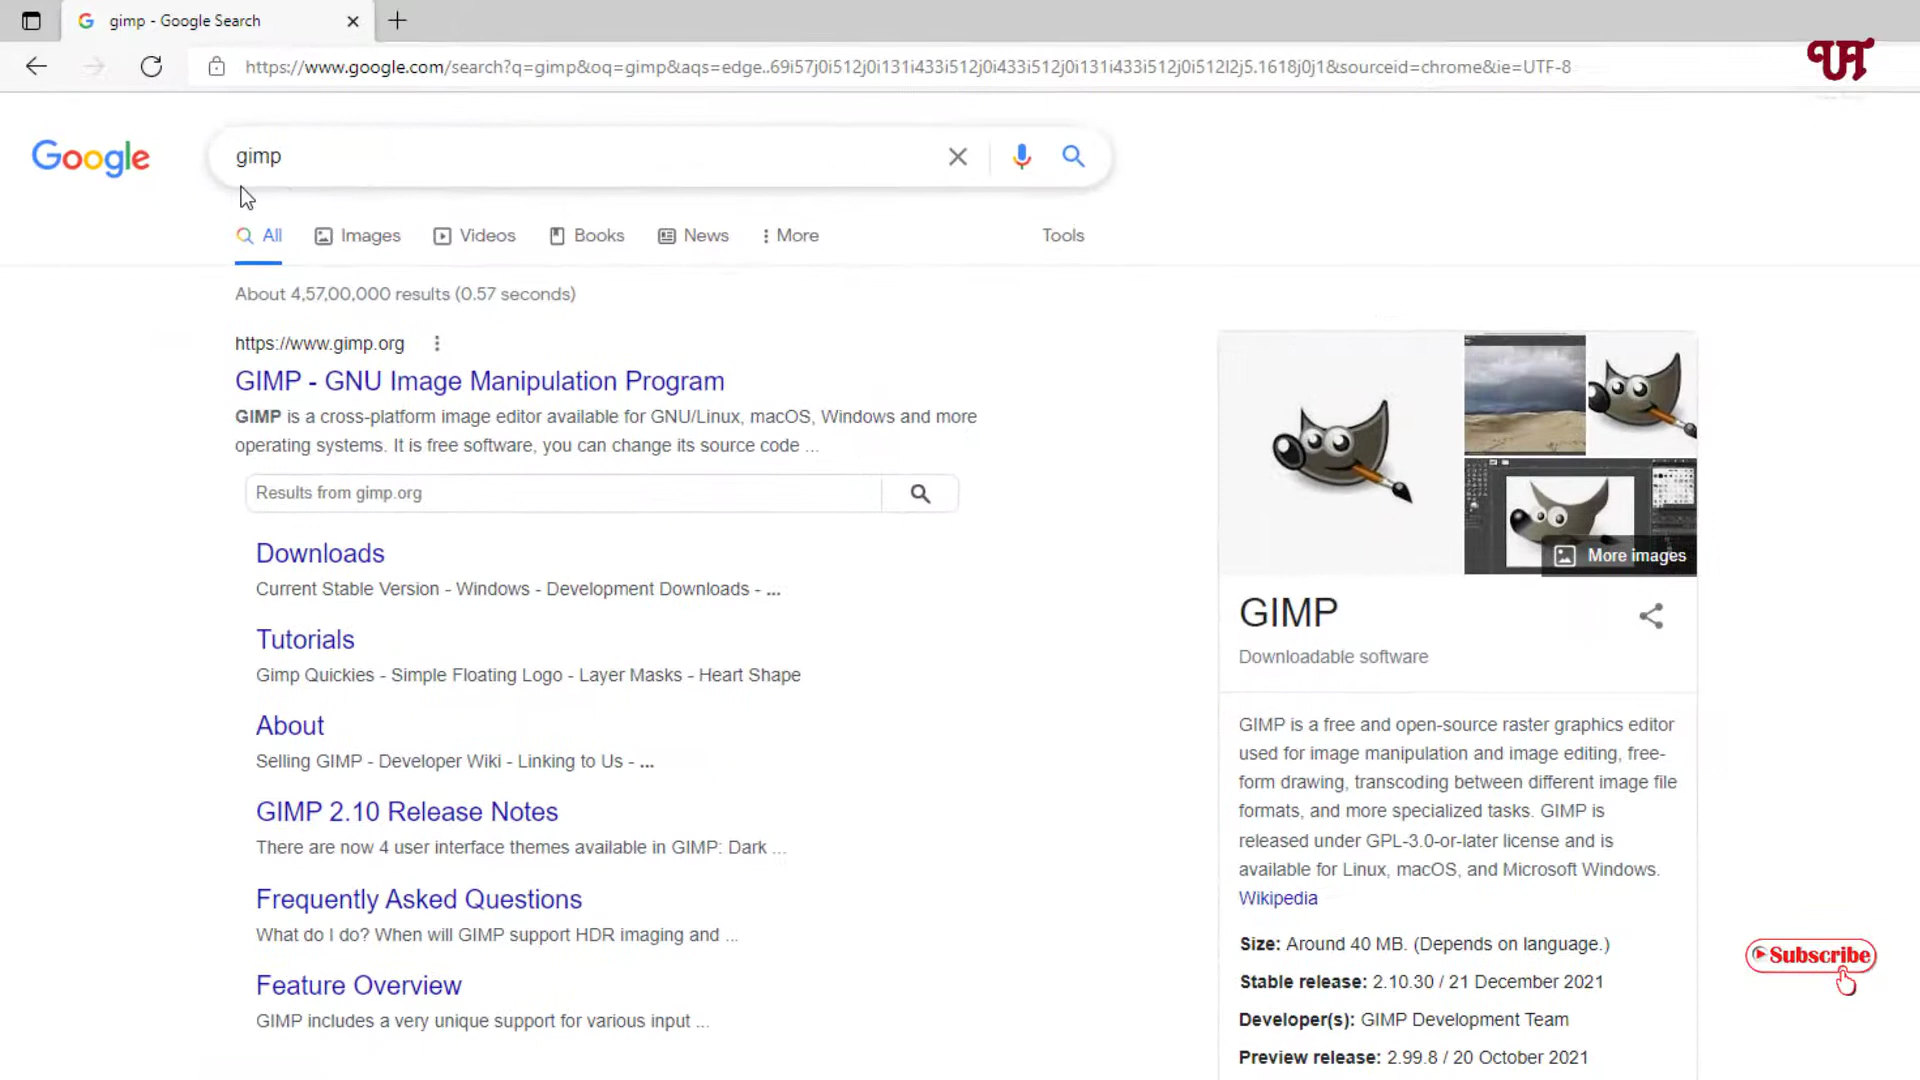 gimp - Google Search
https://www.google.com/search?q=gimp&oq=gimp&aqs=edge..69i57j0i512j0i131i433i512j0i433i512j0i131i433i512j0i512l2j5.1618j0j1&sourceid=chrome&ie=UTF-8
UT
Google
gimp
All Images Videos Books News More Tools
About 4,57,00,000 results (0.57 seconds)
https://www.gimp.org
GIMP - GNU Image Manipulation Program
GIMP is a cross-platform image editor available for GNU/Linux, macOS, Windows and more
operating systems. It is free software, you can change its source code ...
Results from gimp.org
Downloads
Current Stable Version - Windows - Development Downloads - ...
Tutorials
Gimp Quickies - Simple Floating Logo - Layer Masks - Heart Shape
About
Selling GIMP - Developer Wiki - Linking to Us - ...
GIMP 2.10 Release Notes
There are now 4 user interface themes available in GIMP: Dark ...
Frequently Asked Questions
What do I do? When will GIMP support HDR imaging and ...
Feature Overview
GIMP includes a very unique support for various input ...
More images
GIMP
Downloadable software
GIMP is a free and open-source raster graphics editor
used for image manipulation and image editing, free-
form drawing, transcoding between different image file
formats, and more specialized tasks. GIMP is
released under GPL-3.0-or-later license and is
available for Linux, macOS, and Microsoft Windows.
Wikipedia
Size: Around 40 MB. (Depends on language.)
Stable release: 2.10.30 / 21 December 2021
Developer(s): GIMP Development Team
Preview release: 2.99.8 / 20 October 2021
Subscribe